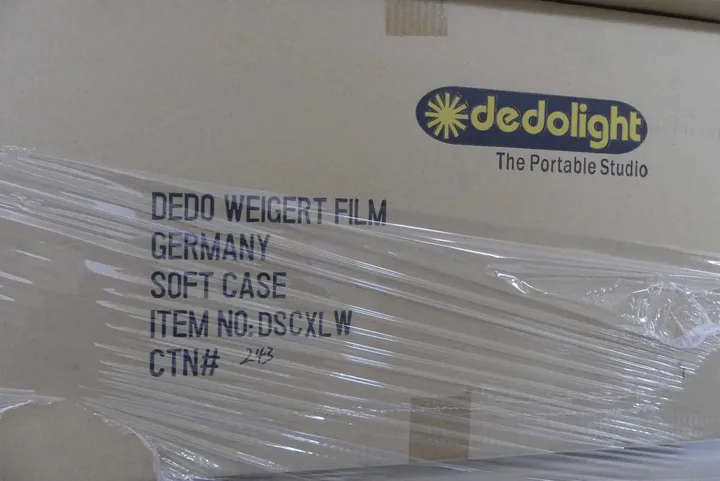 dedolight
The Portable Studio
DEDO WEIGERT FILM
GERMANY
SOFT CASE
ITEM NO:DSCXLW
CTN# 243